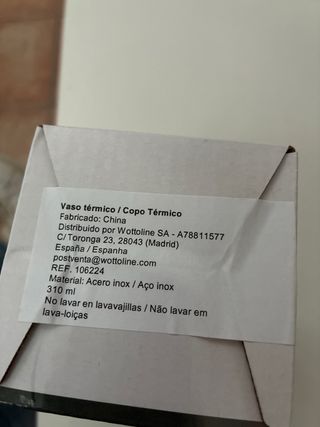 Vaso térmico / Copo Térmico
Fabricado: China
Distribuido por Wottoline SA - A78811577
C/ Toronga 23, 28043 (Madrid)
España / Espanha
postventa@wottoline.com
REF. 106224
Material: Acero inox / Aço inox
310 ml
No lavar en lavavajillas / Não lavar em
lava-loiças